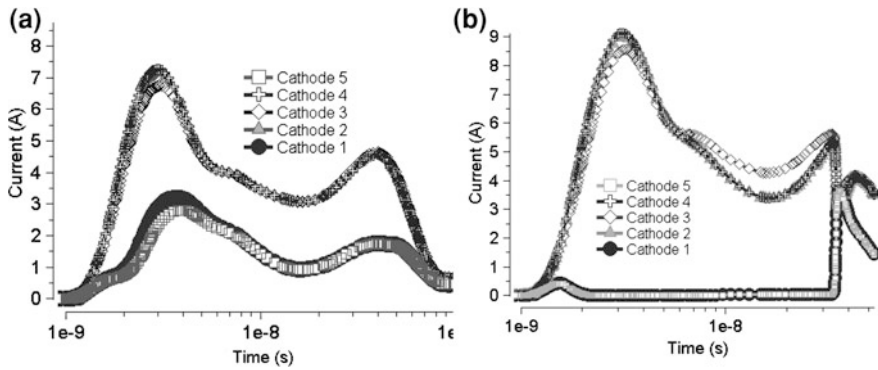 (a)
8
7
6
5
4
3
2
1
0
Current (A)
Cathode 5
Cathode 4
Cathode 3
Cathode 2
Cathode 1
1e-9
1e-8
1e
Time (s)
(b)
9
8
7
6
5
4
3
2
1
0
Current (A)
Cathode 5
Cathode 4
Cathode 3
Cathode 2
Cathode 1
1e-9
1e-8
Time (s)